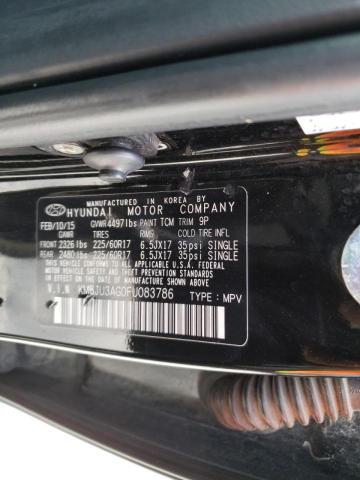 MANUFACTURED IN KOREA BY
HYUNDAI MOTOR COMPANY
FEB/10/15 GVWR 4497lbs PAINT TCM TRIM 9P
GAWR TIRES RIMS COLD TIRE INFL
FRONT 2326 lbs 225/60R17 6.5JX17 35psi SINGLE
REAR 2480 lbs 225/60R17 6.5JX17 35psi SINGLE
THIS VEHICLE CONFORMS TO ALL APPLICABLE U.S. FEDERAL MOTOR VEHICLE SAFETY AND THEFT PREVENTION STANDARDS IN
EFFECT ON THE DATE OF MANUFACTURE SHOWN ABOVE.
V.I.N KM8JU3AG0FU083786 TYPE : MPV